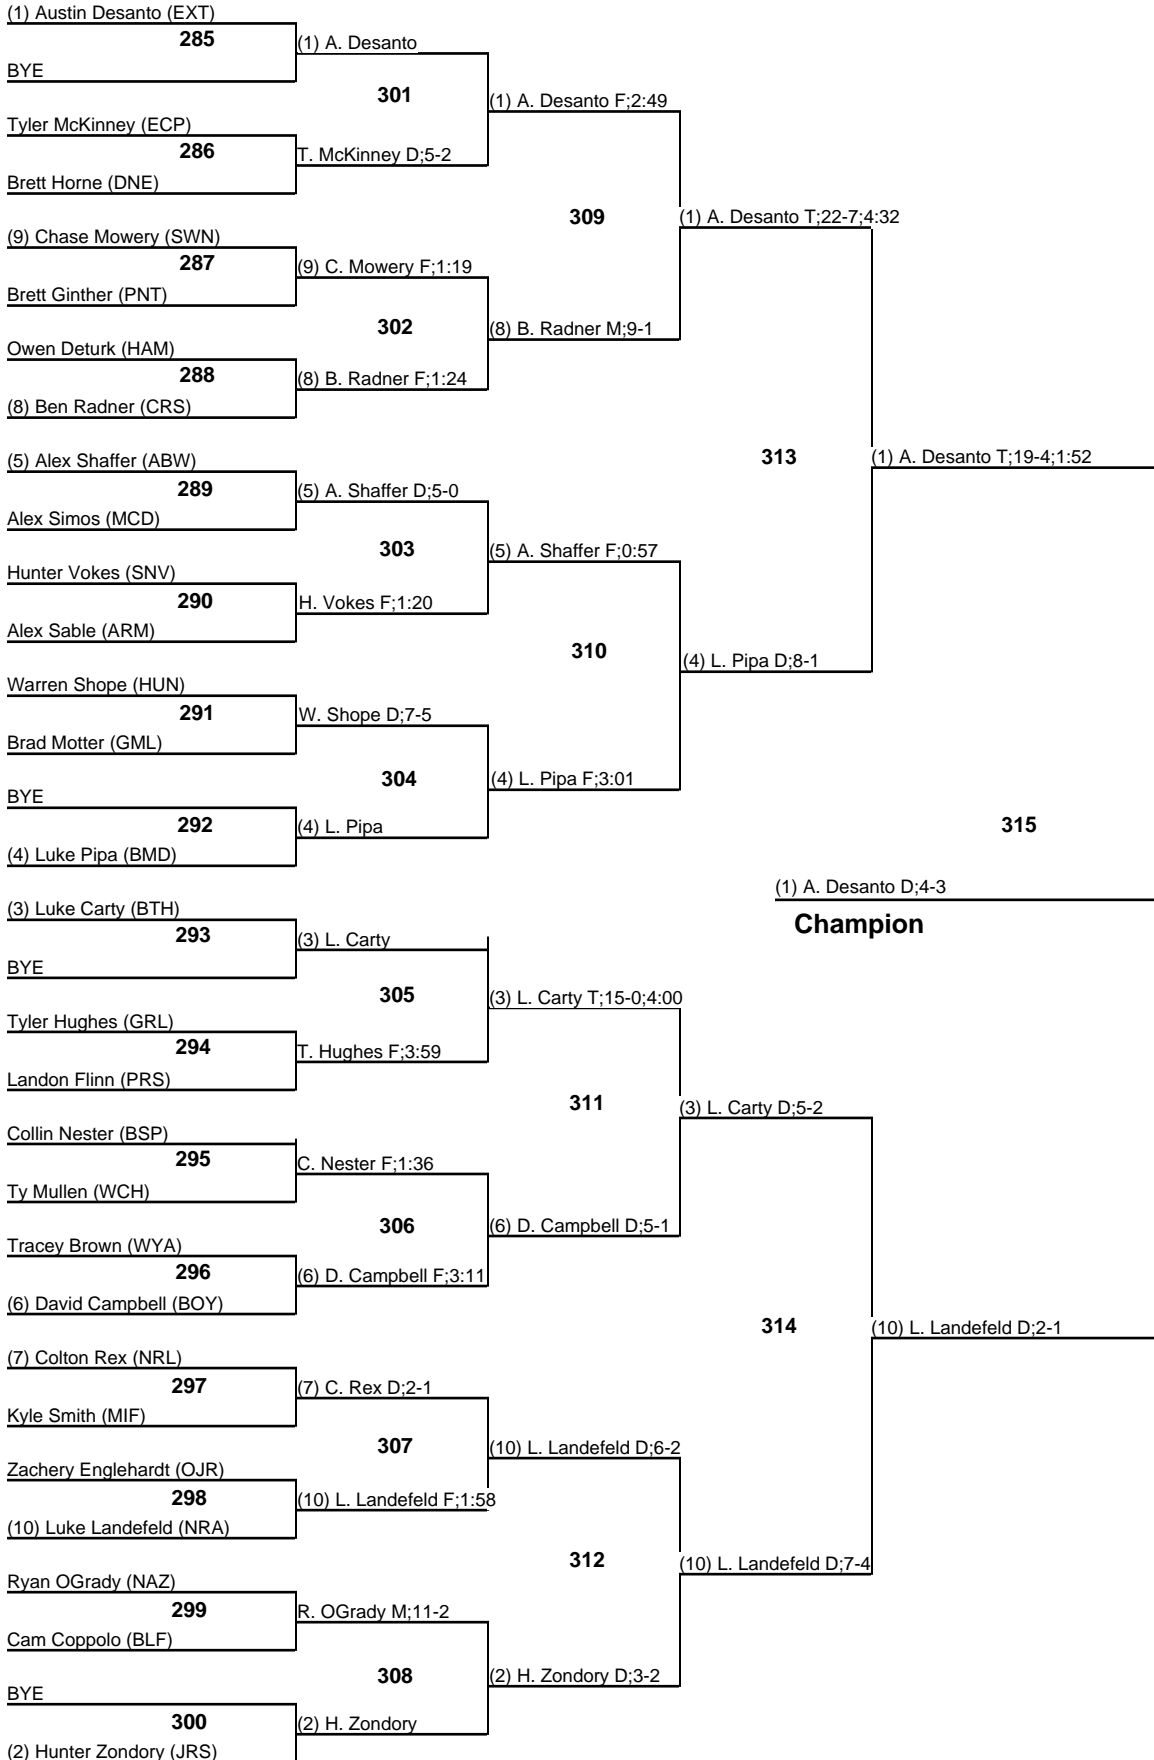 (1) Austin Desanto (EXT)
285
(1) A. Desanto
BYE
301
(1) A. Desanto F;2:49
Tyler McKinney (ECP)
286
T. McKinney D;5-2
Brett Horne (DNE)
309
(1) A. Desanto T;22-7;4:32
(9) Chase Mowery (SWN)
287
(9) C. Mowery F;1:19
Brett Ginther (PNT)
302
(8) B. Radner M;9-1
Owen Deturk (HAM)
288
(8) B. Radner F;1:24
(8) Ben Radner (CRS)
313
(1) A. Desanto T;19-4;1:52
(5) Alex Shaffer (ABW)
289
(5) A. Shaffer D;5-0
Alex Simos (MCD)
303
(5) A. Shaffer F;0:57
Hunter Vokes (SNV)
290
H. Vokes F;1:20
Alex Sable (ARM)
310
(4) L. Pipa D;8-1
Warren Shope (HUN)
291
W. Shope D;7-5
Brad Motter (GML)
304
(4) L. Pipa F;3:01
BYE
292
(4) L. Pipa
(4) Luke Pipa (BMD)
315
(1) A. Desanto D;4-3
Champion
(3) Luke Carty (BTH)
293
(3) L. Carty
BYE
305
(3) L. Carty T;15-0;4:00
Tyler Hughes (GRL)
294
T. Hughes F;3:59
Landon Flinn (PRS)
311
(3) L. Carty D;5-2
Collin Nester (BSP)
295
C. Nester F;1:36
Ty Mullen (WCH)
306
(6) D. Campbell D;5-1
Tracey Brown (WYA)
296
(6) D. Campbell F;3:11
(6) David Campbell (BOY)
314
(10) L. Landefeld D;2-1
(7) Colton Rex (NRL)
297
(7) C. Rex D;2-1
Kyle Smith (MIF)
307
(10) L. Landefeld D;6-2
Zachery Englehardt (OJR)
298
(10) L. Landefeld F;1:58
(10) Luke Landefeld (NRA)
312
(10) L. Landefeld D;7-4
Ryan OGrady (NAZ)
299
R. OGrady M;11-2
Cam Coppolo (BLF)
308
(2) H. Zondory D;3-2
BYE
300
(2) H. Zondory
(2) Hunter Zondory (JRS)